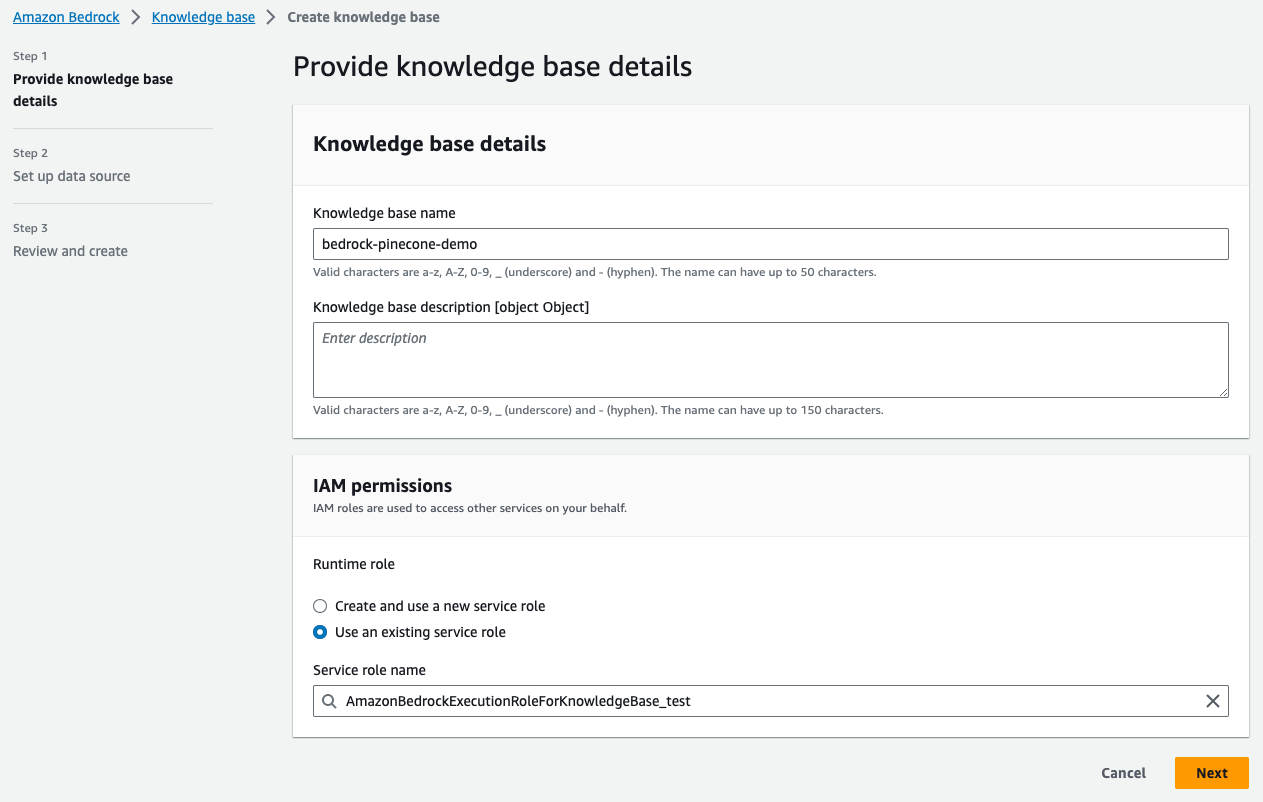 Amazon Bedrock > Knowledge base > Create knowledge base
Step 1
Provide knowledge base
details
Step 2
Set up data source
Step 3
Review and create
Provide knowledge base details
Knowledge base details
Knowledge base name
bedrock-pinecone-demo
Valid characters are a-z, A-Z, 0-9, _ (underscore) and - (hyphen). The name can have up to 50 characters.
Knowledge base description [object Object]
Enter description
Valid characters are a-z, A-Z, 0-9, _ (underscore) and - (hyphen). The name can have up to 150 characters.
IAM permissions
IAM roles are used to access other services on your behalf.
Runtime role
Create and use a new service role
Use an existing service role
Service role name
AmazonBedrockExecutionRoleForKnowledgeBase_test
Cancel
Next